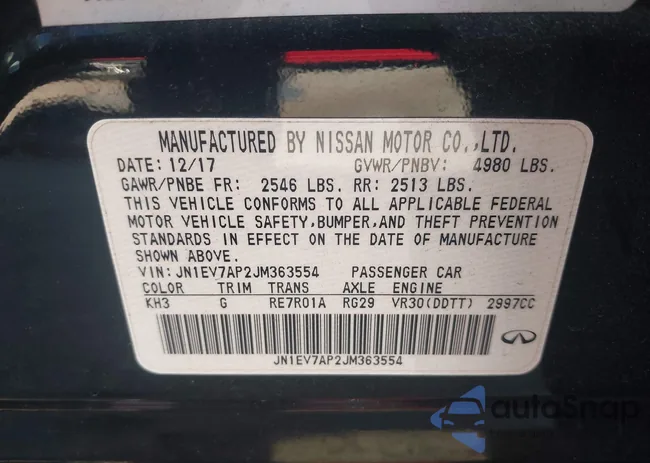 MANUFACTURED BY NISSAN MOTOR CO.,LTD.
DATE: 12/17 GVWR/PNBV: 4980 LBS.
GAWR/PNBE FR: 2546 LBS. RR: 2513 LBS.
THIS VEHICLE CONFORMS TO ALL APPLICABLE FEDERAL
MOTOR VEHICLE SAFETY,BUMPER,AND THEFT PREVENTION
STANDARDS IN EFFECT ON THE DATE OF MANUFACTURE
SHOWN ABOVE.
VIN: JN1EV7AP2JM363554 PASSENGER CAR
COLOR TRIM TRANS AXLE ENGINE
KH3 G RE7R01A RG29 VR30(DDTT) 2997CC
JN1EV7AP2JM363554
autoSnap